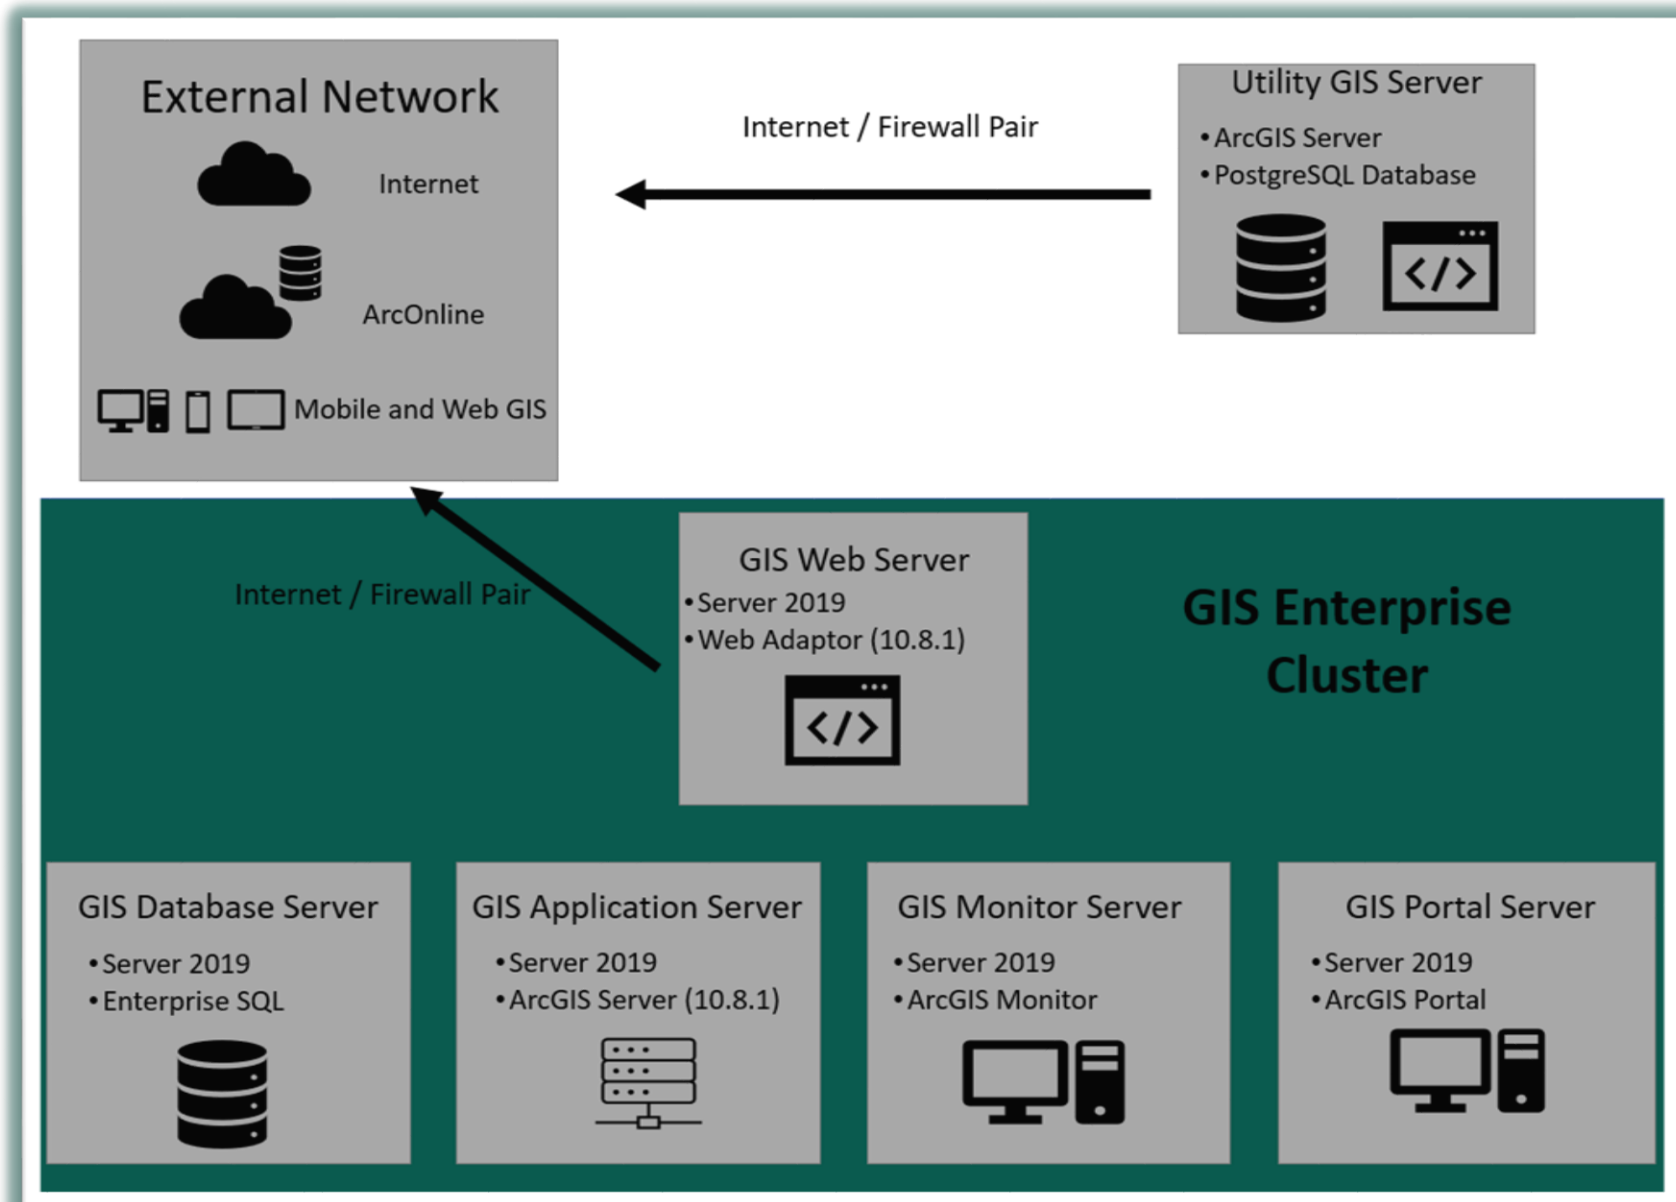 External Network
Internet
ArcOnline
Mobile and Web GIS
Internet / Firewall Pair
Utility GIS Server
• ArcGIS Server
• PostgreSQL Database
Internet / Firewall Pair
GIS Web Server
• Server 2019
• Web Adaptor (10.8.1)
GIS Enterprise
Cluster
GIS Database Server
• Server 2019
• Enterprise SQL
GIS Application Server
• Server 2019
• ArcGIS Server (10.8.1)
GIS Monitor Server
• Server 2019
• ArcGIS Monitor
GIS Portal Server
• Server 2019
• ArcGIS Portal